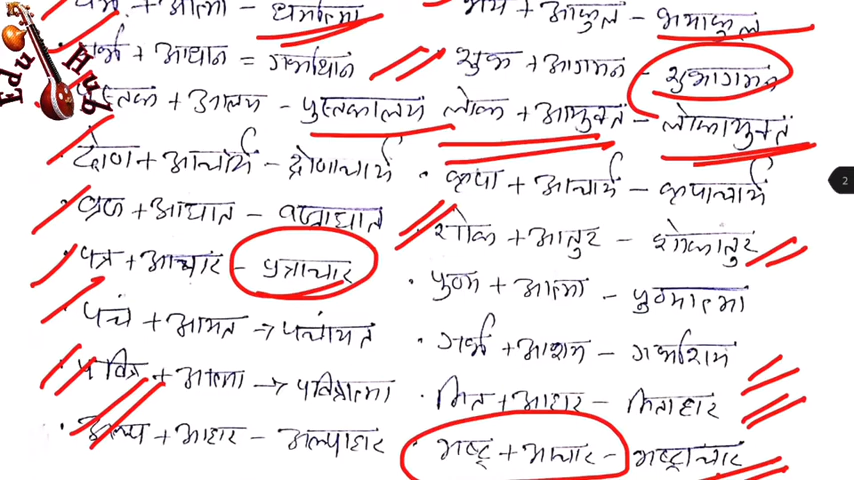 धर्म + आत्मा - धर्मात्मा
भय + आकुल - भयाकुल
गर्भ + आधान = गर्भाधान
शुभ + आगमन - शुभागमन
पुस्तक + आलय - पुस्तकालय
लोक + आयुक्त - लोकायुक्त
द्रोण + आचार्य - द्रोणाचार्य
· कृपा + आचार्य - कृपाचार्य
· वज्र + आघात - वज्राघात
· शोक + आतुर - शोकातुर
· पत्र + आचार - पत्राचार
· पुण्य + आत्मा - पुण्यात्मा
· पंच + आयत → पंचायत
· गर्भ + आशय - गर्भाशय
· पवित्र + आत्मा → पवित्रात्मा
· मित + आहार - मिताहार
· अल्प + आहार - अल्पाहार
· भ्रष्ट + आचार - भ्रष्टाचार
Edu Hub
2